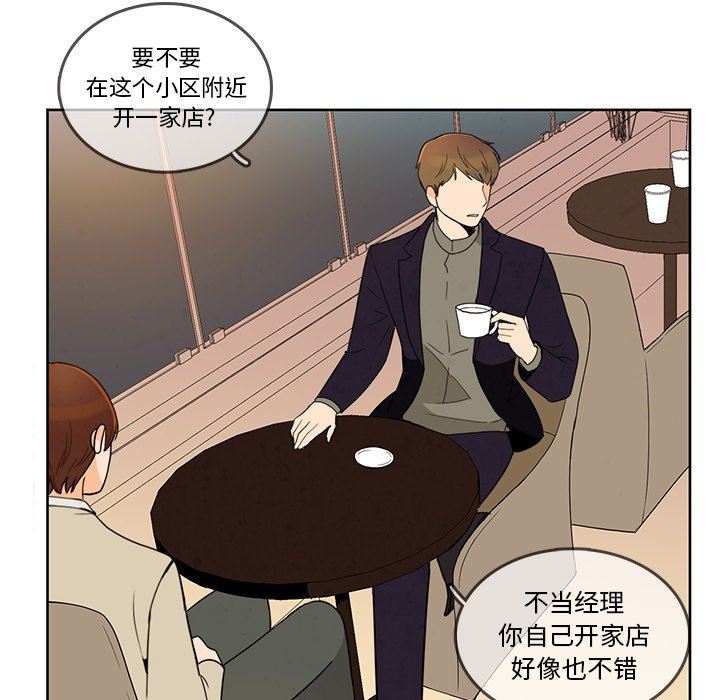 要不要
在这个小区附近
开一家店?
不当经理
你自己开家店
好像也不错